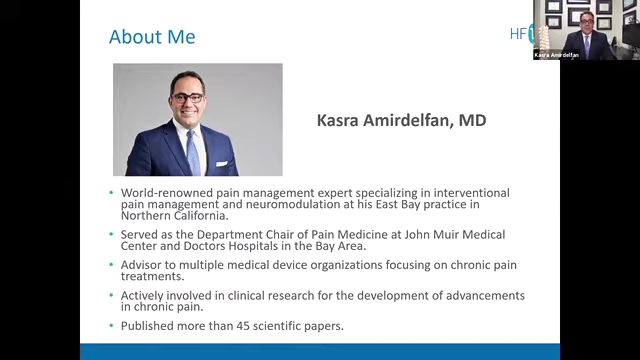 About Me
HF
Kasra Amirdelfan
Kasra Amirdelfan, MD
• World-renowned pain management expert specializing in interventional
pain management and neuromodulation at his East Bay practice in
Northern California.
• Served as the Department Chair of Pain Medicine at John Muir Medical
Center and Doctors Hospitals in the Bay Area.
• Advisor to multiple medical device organizations focusing on chronic pain
treatments.
• Actively involved in clinical research for the development of advancements
in chronic pain.
• Published more than 45 scientific papers.